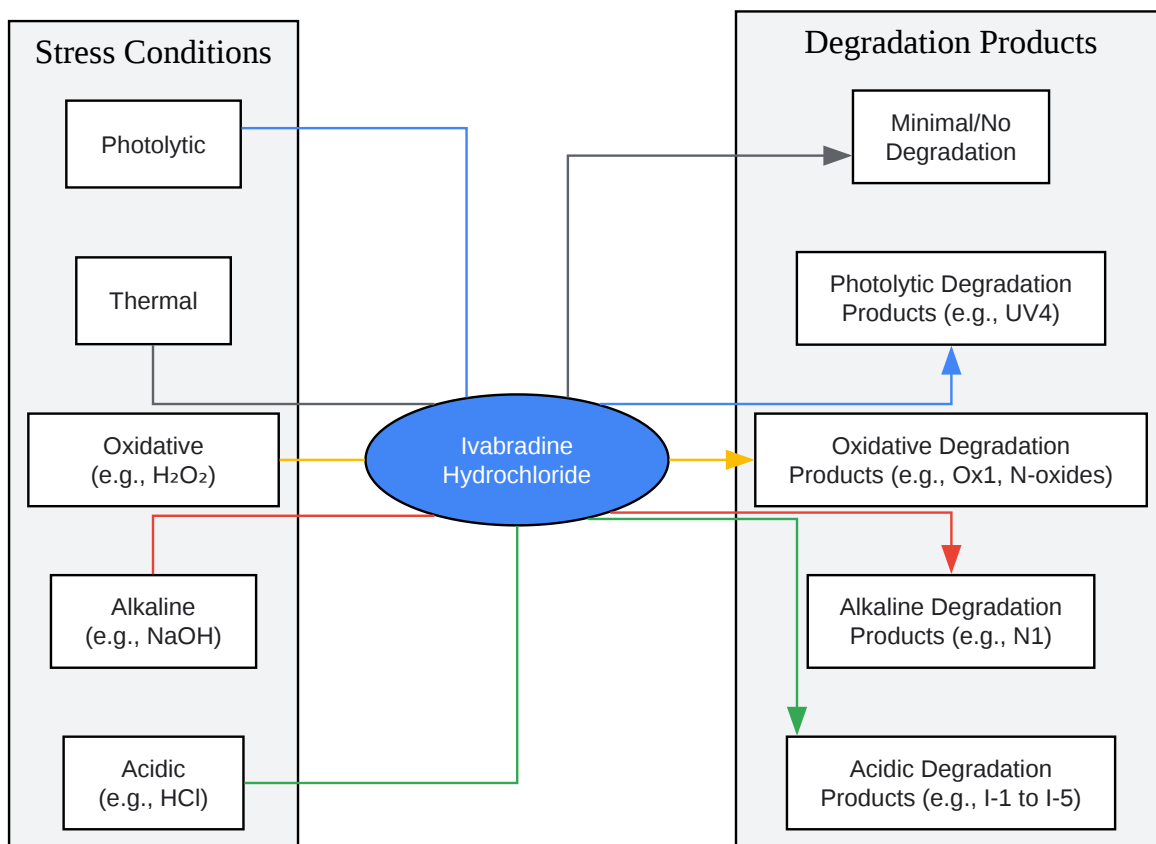 Stress Conditions
Photolytic
Thermal
Oxidative
(e.g., H₂O₂)
Alkaline
(e.g., NaOH)
Acidic
(e.g., HCl)
Ivabradine
Hydrochloride
Degradation Products
Minimal/No
Degradation
Photolytic Degradation
Products (e.g., UV4)
Oxidative Degradation
Products (e.g., Ox1, N-oxides)
Alkaline Degradation
Products (e.g., N1)
Acidic Degradation
Products (e.g., I-1 to I-5)